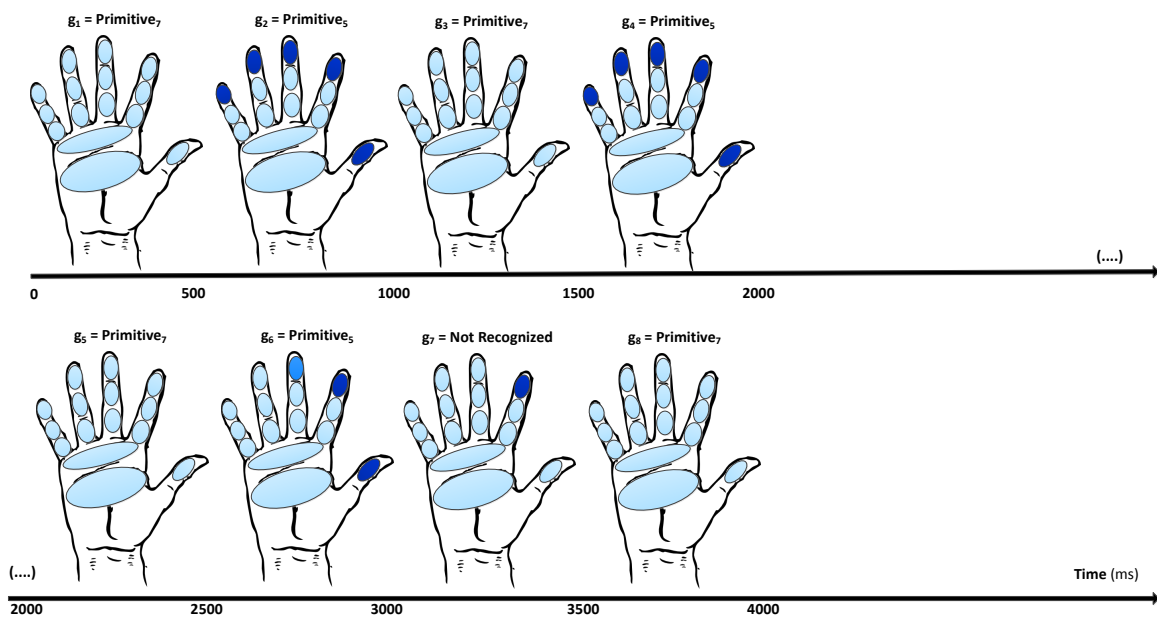 g₁ = Primitive₇ g₂ = Primitive₅ g₃ = Primitive₇ g₄ = Primitive₅
(....)
0 500 1000 1500 2000
g₅ = Primitive₇ g₆ = Primitive₅ g₇ = Not Recognized g₈ = Primitive₇
(....) Time (ms)
2000 2500 3000 3500 4000